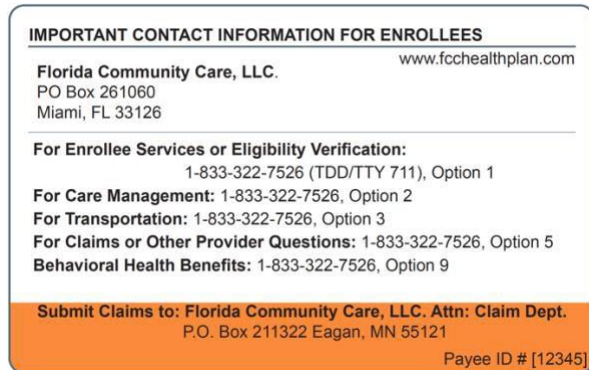 IMPORTANT CONTACT INFORMATION FOR ENROLLEES
www.fcchealthplan.com
Florida Community Care, LLC.
PO Box 261060
Miami, FL 33126
For Enrollee Services or Eligibility Verification:
1-833-322-7526 (TDD/TTY 711), Option 1
For Care Management: 1-833-322-7526, Option 2
For Transportation: 1-833-322-7526, Option 3
For Claims or Other Provider Questions: 1-833-322-7526, Option 5
Behavioral Health Benefits: 1-833-322-7526, Option 9
Submit Claims to: Florida Community Care, LLC. Attn: Claim Dept.
P.O. Box 211322 Eagan, MN 55121
Payee ID # [12345]